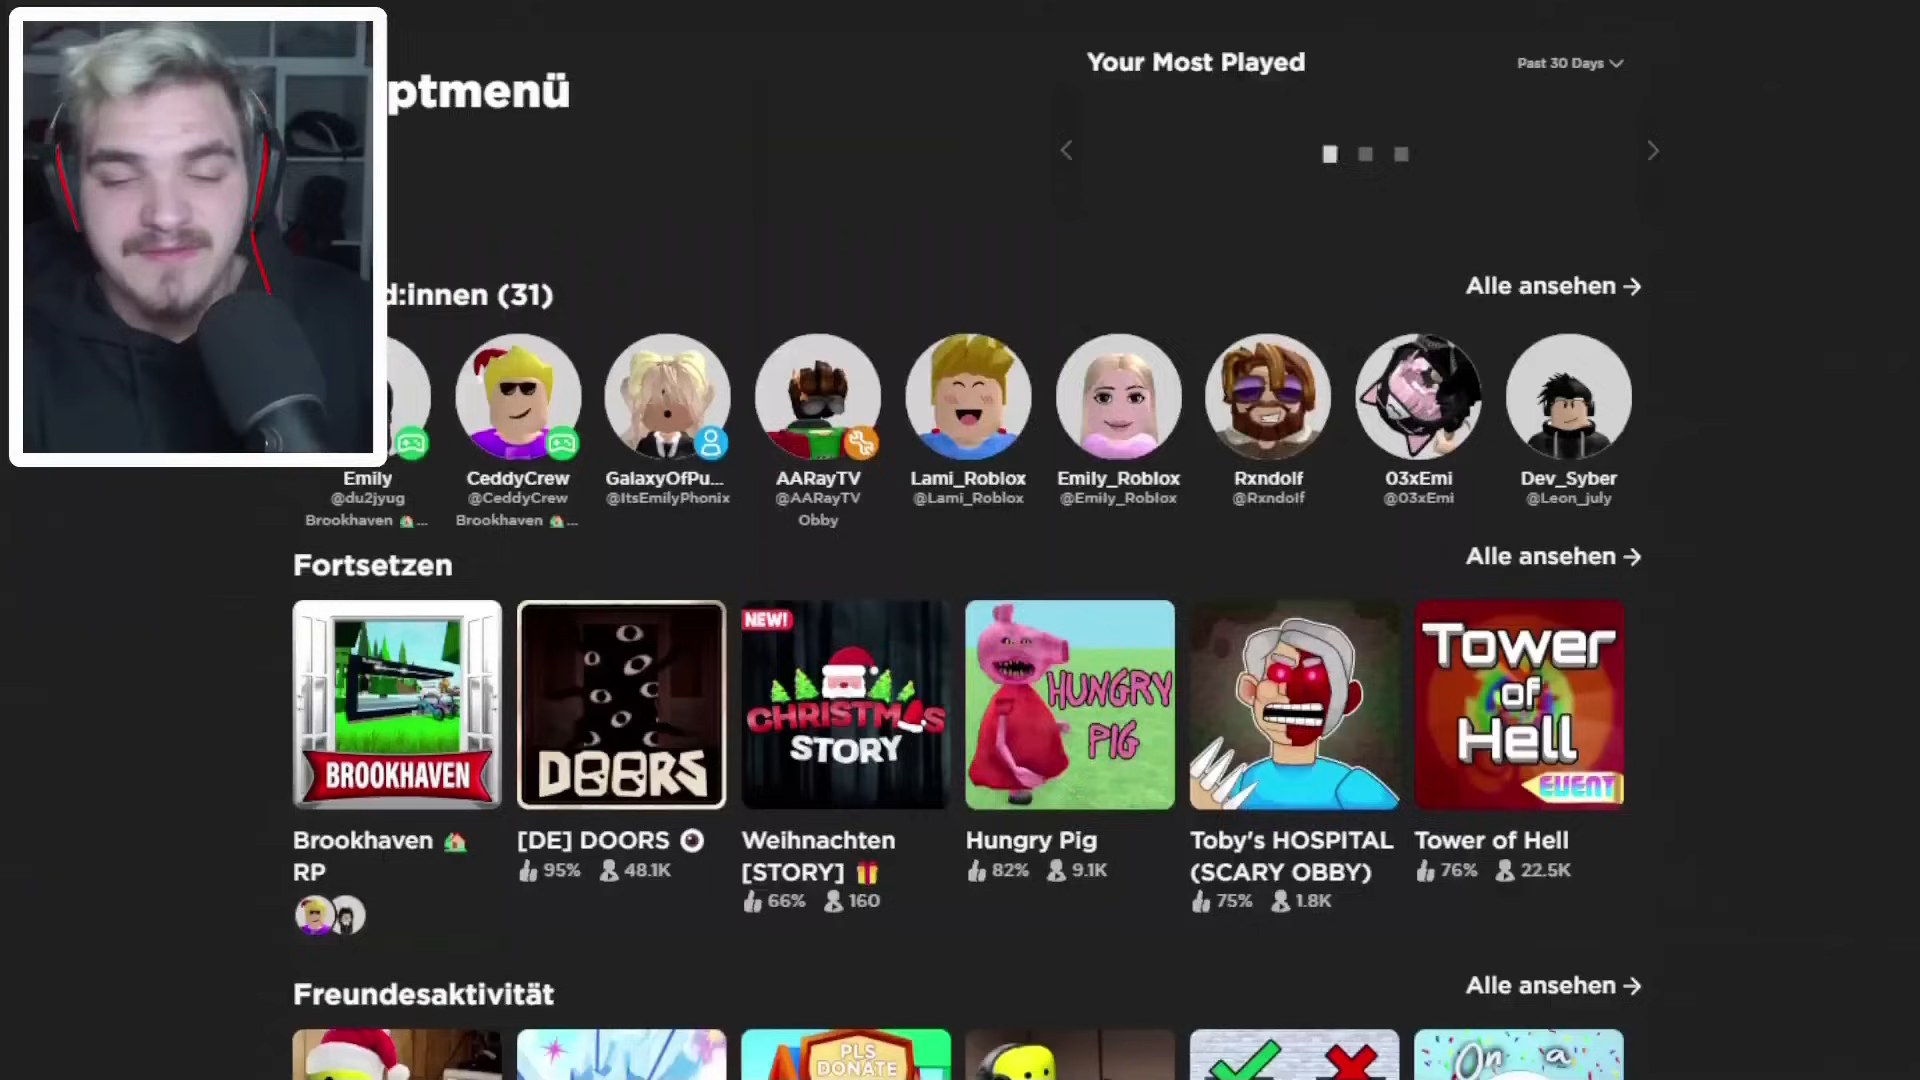 ptmenü
Your Most Played
Past 30 Days
d:innen (31)
Alle ansehen →
Emily
@du2jyug
Brookhaven 🏠...
CeddyCrew
@CeddyCrew
Brookhaven 🏠...
GalaxyOfPu...
@ItsEmilyPhonix
AARayTV
@AARayTV
Obby
Lami_Roblox
@Lami_Roblox
Emily_Roblox
@Emily_Roblox
Rxndolf
@Rxndolf
03xEmi
@03xEmi
Dev_Syber
@Leon_july
Fortsetzen
Alle ansehen →
BROOKHAVEN
DOORS
NEW!
CHRISTMAS
STORY
HUNGRY
PIG
Tower
of
Hell
EVENT
Brookhaven 🏡
RP
[DE] DOORS 👁
95% 48.1K
Weihnachten
[STORY] 🎁
66% 160
Hungry Pig
82% 9.1K
Toby's HOSPITAL
(SCARY OBBY)
75% 1.8K
Tower of Hell
76% 22.5K
Freundesaktivität
Alle ansehen →
PLS
DONATE
On a